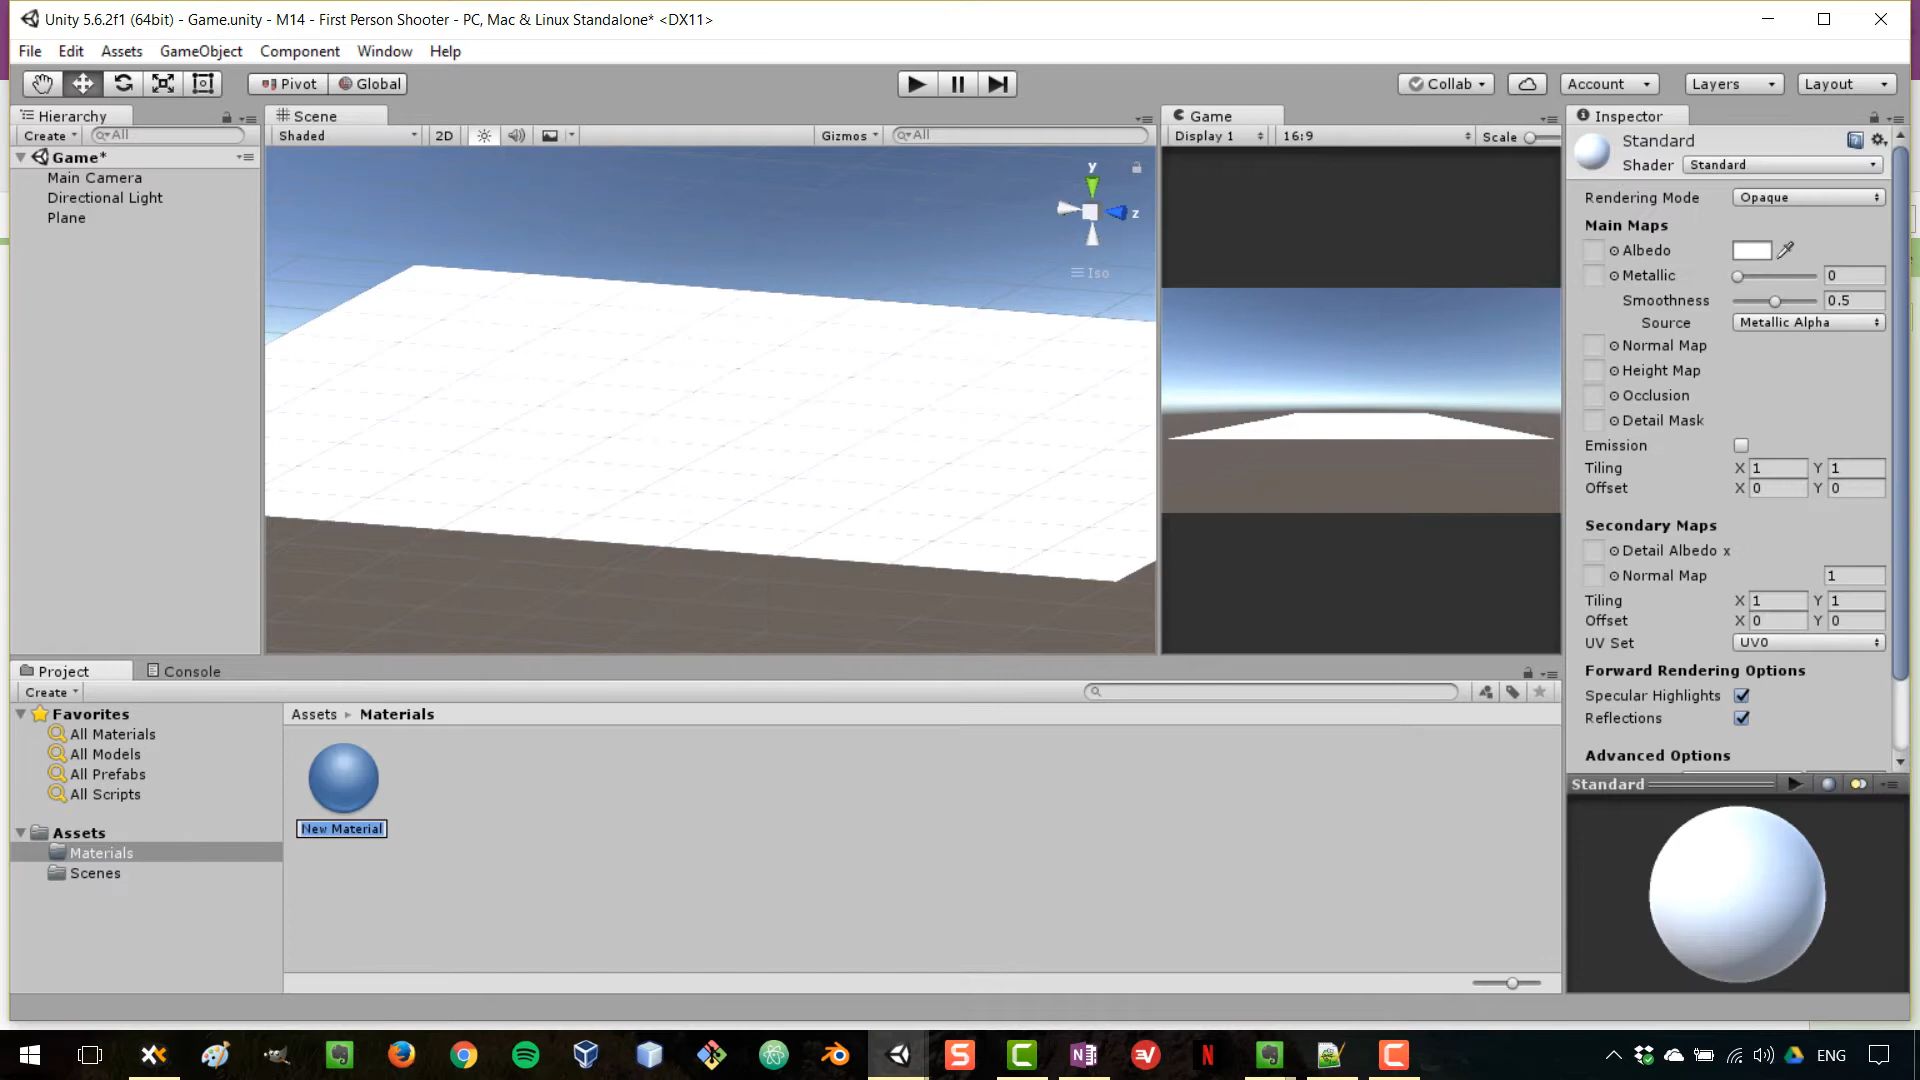 Unity 5.6.2f1 (64bit) - Game.unity - M14 - First Person Shooter - PC, Mac & Linux Standalone* <DX11>
File Edit Assets GameObject Component Window Help
Pivot Global Collab Account Layers Layout
Hierarchy
Create All
Game*
Main Camera
Directional Light
Plane
Scene
Shaded 2D Gizmos All
y
z
Iso
Game
Display 1 16:9 Scale
Inspector
Standard
Shader Standard
Rendering Mode Opaque
Main Maps
Albedo
Metallic 0
Smoothness 0.5
Source Metallic Alpha
Normal Map
Height Map
Occlusion
Detail Mask
Emission
Tiling X 1 Y 1
Offset X 0 Y 0
Secondary Maps
Detail Albedo x
Normal Map 1
Tiling X 1 Y 1
Offset X 0 Y 0
UV Set UV0
Forward Rendering Options
Specular Highlights
Reflections
Advanced Options
Standard
Project Console
Create
Favorites
All Materials
All Models
All Prefabs
All Scripts
Assets
Materials
Scenes
Assets Materials
New Material
ENG